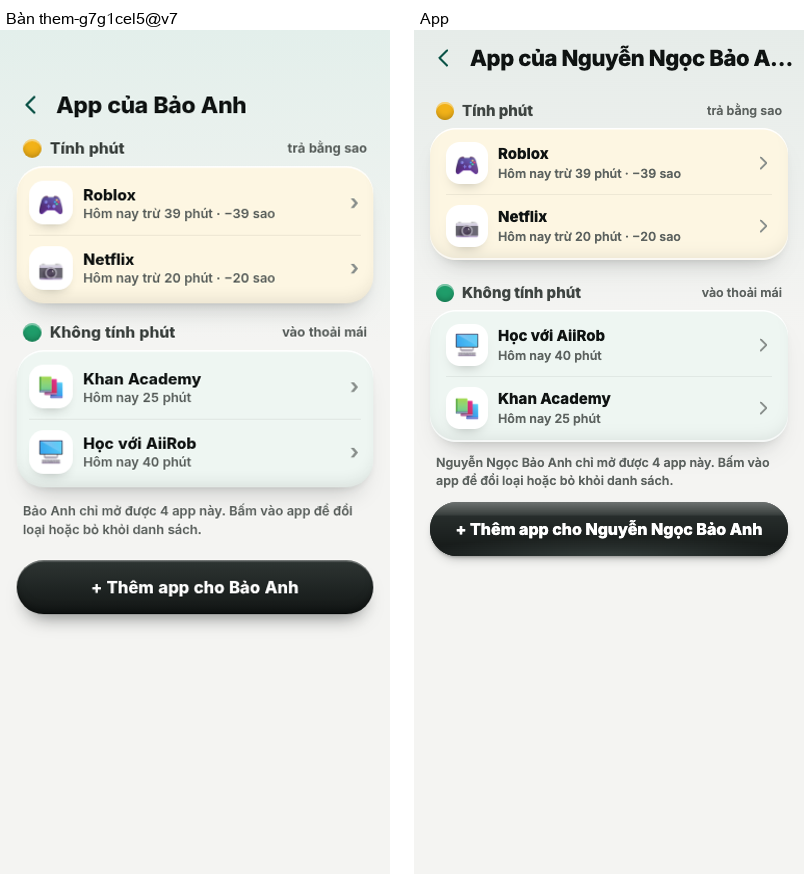 Bản them-g7g1cel5@v7
App của Bảo Anh
Tính phút
trả bằng sao
Roblox
Hôm nay trừ 39 phút · −39 sao
Netflix
Hôm nay trừ 20 phút · −20 sao
Không tính phút
vào thoải mái
Khan Academy
Hôm nay 25 phút
Học với AiiRob
Hôm nay 40 phút
Bảo Anh chỉ mở được 4 app này. Bấm vào app để đổi
loại hoặc bỏ khỏi danh sách.
+ Thêm app cho Bảo Anh
App
App của Nguyễn Ngọc Bảo A...
Tính phút
trả bằng sao
Roblox
Hôm nay trừ 39 phút · −39 sao
Netflix
Hôm nay trừ 20 phút · −20 sao
Không tính phút
vào thoải mái
Học với AiiRob
Hôm nay 40 phút
Khan Academy
Hôm nay 25 phút
Nguyễn Ngọc Bảo Anh chỉ mở được 4 app này. Bấm vào
app để đổi loại hoặc bỏ khỏi danh sách.
+ Thêm app cho Nguyễn Ngọc Bảo Anh